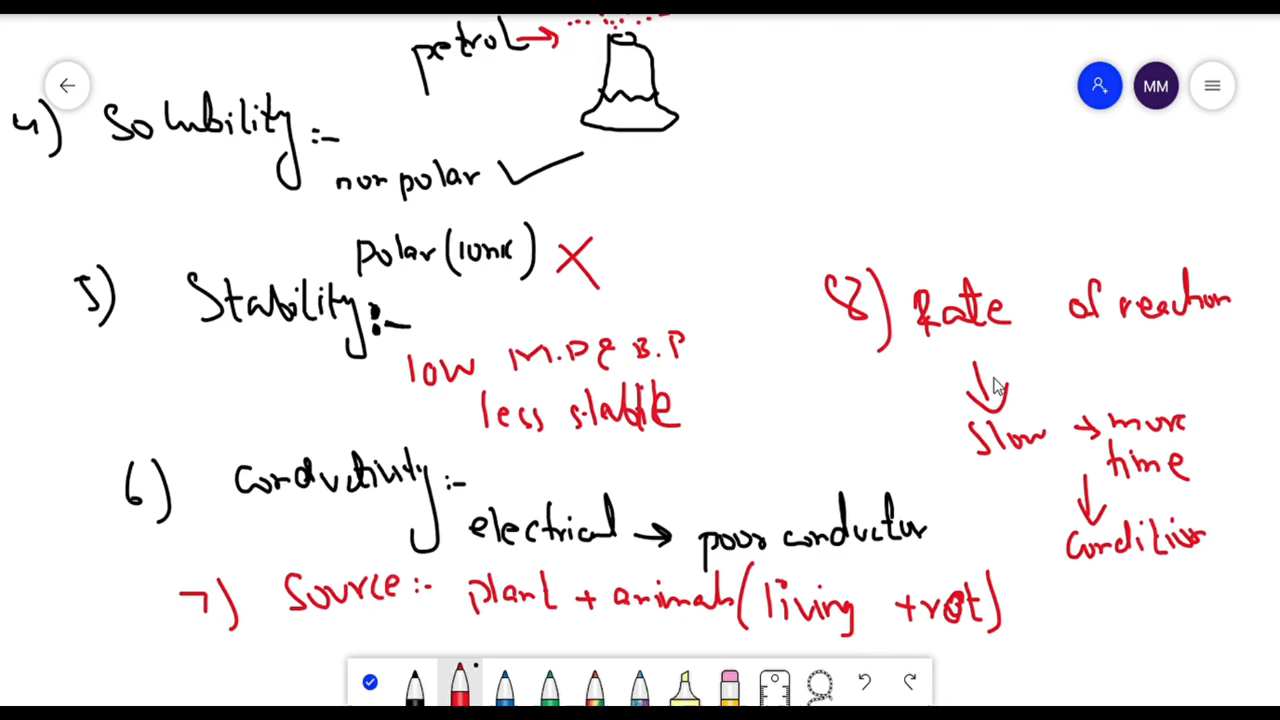 petrol →
4) Solubility :-
non polar ✓
polar (ionic) ✗
5) Stability :-
low M.P & B.P
less stable
6) Conductivity :-
electrical → poor conductor
7) Source :- plant + animals (living + rot)
8) Rate of reaction
↓
slow → more
time
↓
Condition
MM